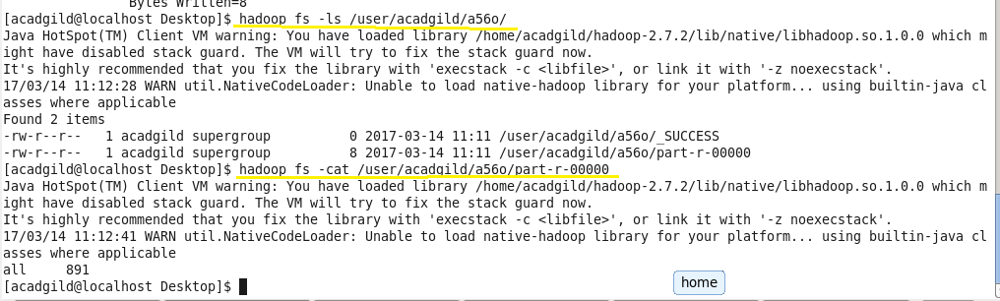 Bytes Written=8
[acadgild@localhost Desktop]$ hadoop fs -ls /user/acadgild/a56o/
Java HotSpot(TM) Client VM warning: You have loaded library /home/acadgild/hadoop-2.7.2/lib/native/libhadoop.so.1.0.0 which m
ight have disabled stack guard. The VM will try to fix the stack guard now.
It's highly recommended that you fix the library with 'execstack -c <libfile>', or link it with '-z noexecstack'.
17/03/14 11:12:28 WARN util.NativeCodeLoader: Unable to load native-hadoop library for your platform... using builtin-java cl
asses where applicable
Found 2 items
-rw-r--r--   1 acadgild supergroup          0 2017-03-14 11:11 /user/acadgild/a56o/_SUCCESS
-rw-r--r--   1 acadgild supergroup          8 2017-03-14 11:11 /user/acadgild/a56o/part-r-00000
[acadgild@localhost Desktop]$ hadoop fs -cat /user/acadgild/a56o/part-r-00000
Java HotSpot(TM) Client VM warning: You have loaded library /home/acadgild/hadoop-2.7.2/lib/native/libhadoop.so.1.0.0 which m
ight have disabled stack guard. The VM will try to fix the stack guard now.
It's highly recommended that you fix the library with 'execstack -c <libfile>', or link it with '-z noexecstack'.
17/03/14 11:12:41 WARN util.NativeCodeLoader: Unable to load native-hadoop library for your platform... using builtin-java cl
asses where applicable
all     891
[acadgild@localhost Desktop]$
home